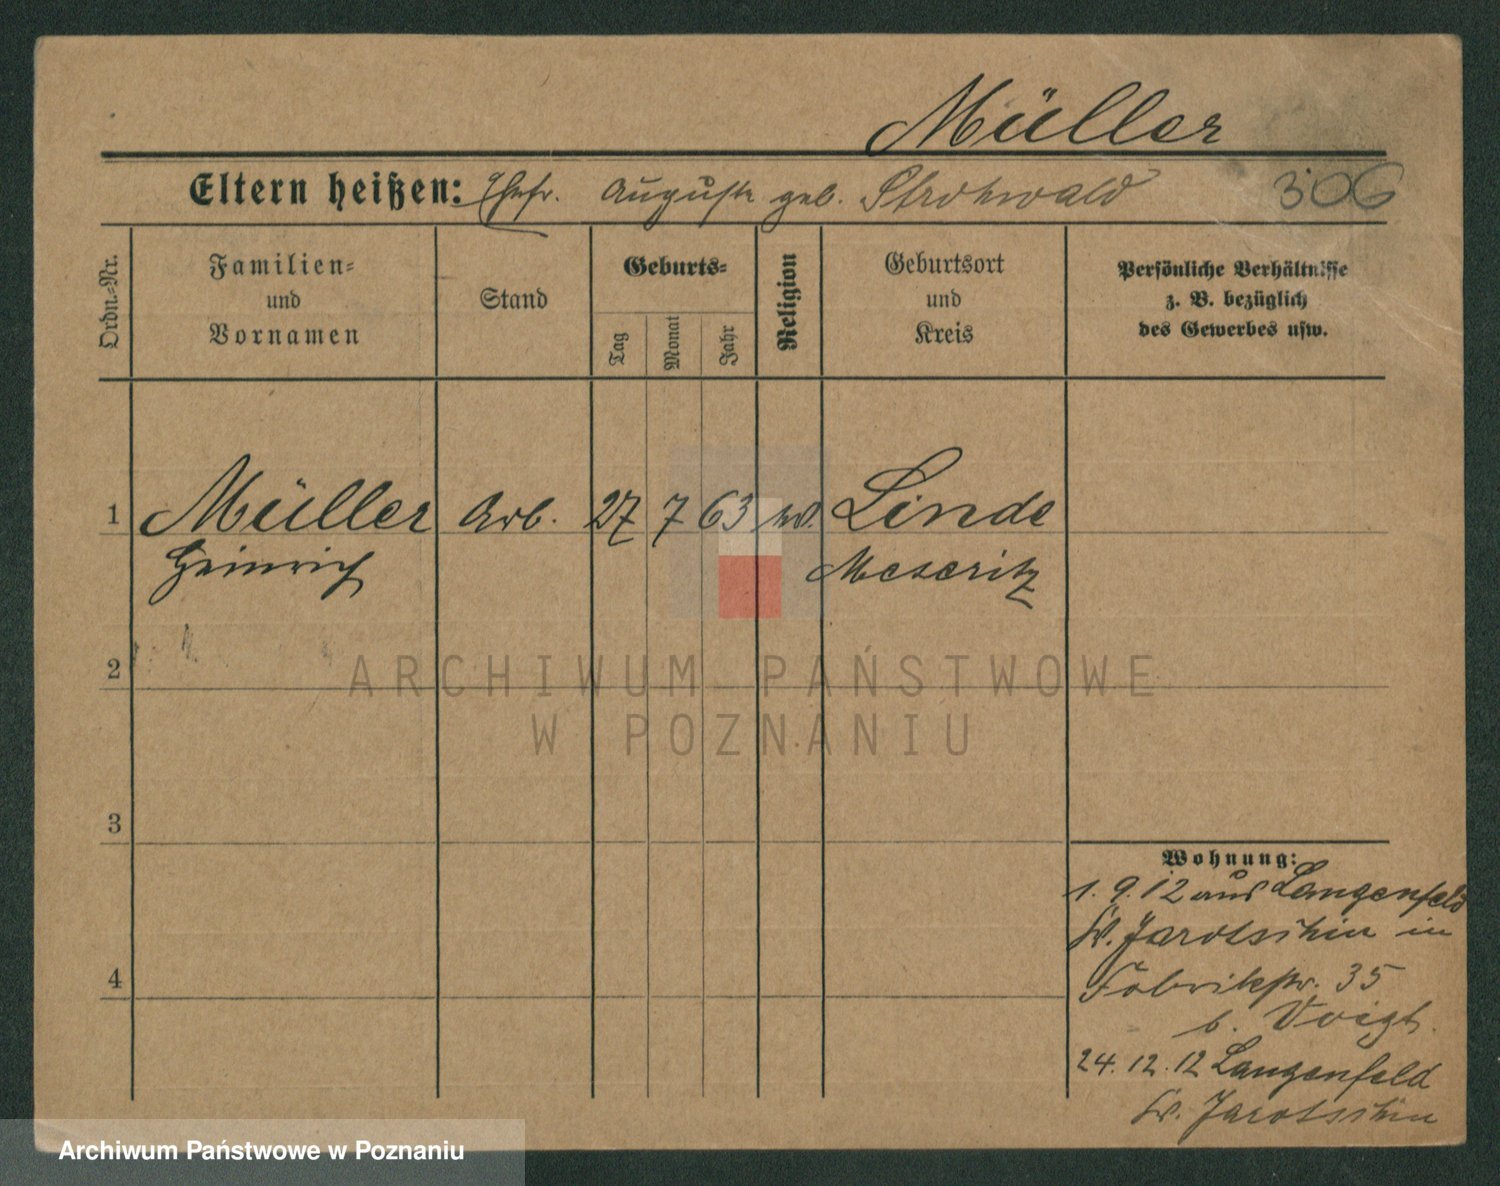 Müller
Eltern heißen: Ehefr. Auguste geb. Strohwald 306
Ordn.-Nr.
Familien-
und
Vornamen
Stand
Geburts-
Tag
Monat
Jahr
Religion
Geburtsort
und
Kreis
Persönliche Verhältnisse
z. B. bezüglich
des Gewerbes usw.
1 Müller Arb. 27 7 63 ev. Linde
Heinrich Meseritz
2
ARCHIWUM PAŃSTWOWE
W POZNANIU
3
Wohnung:
1. 9. 12 aus Langenfeld
Kr. Jarotschin in
4
Fabrikstr. 35
b. Voigt.
24. 12. 12 Langenfeld
Kr. Jarotschin
Archiwum Państwowe w Poznaniu